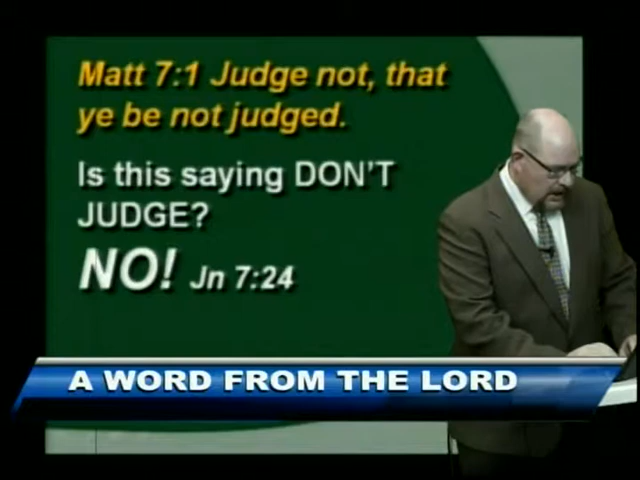 Matt 7:1 Judge not, that
ye be not judged.
Is this saying DON'T
JUDGE?
NO! Jn 7:24
A WORD FROM THE LORD